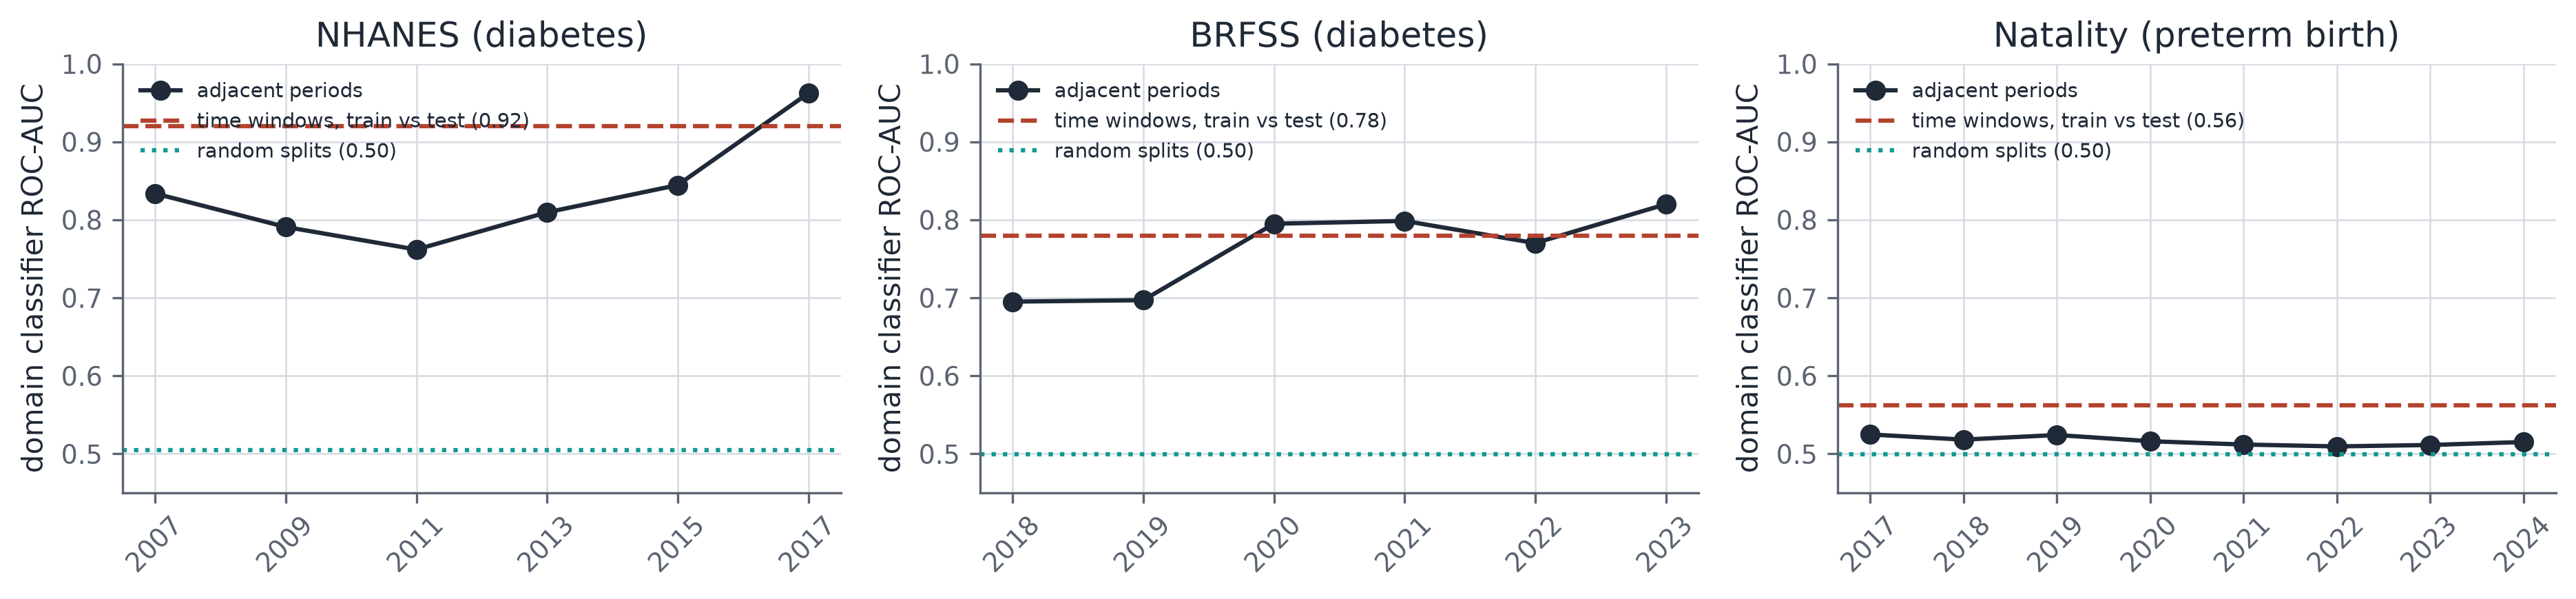 NHANES (diabetes)
domain classifier ROC-AUC
1.0
0.9
0.8
0.7
0.6
0.5
adjacent periods
time windows, train vs test (0.92)
random splits (0.50)
2007
2009
2011
2013
2015
2017
BRFSS (diabetes)
domain classifier ROC-AUC
1.0
0.9
0.8
0.7
0.6
0.5
adjacent periods
time windows, train vs test (0.78)
random splits (0.50)
2018
2019
2020
2021
2022
2023
Natality (preterm birth)
domain classifier ROC-AUC
1.0
0.9
0.8
0.7
0.6
0.5
adjacent periods
time windows, train vs test (0.56)
random splits (0.50)
2017
2018
2019
2020
2021
2022
2023
2024